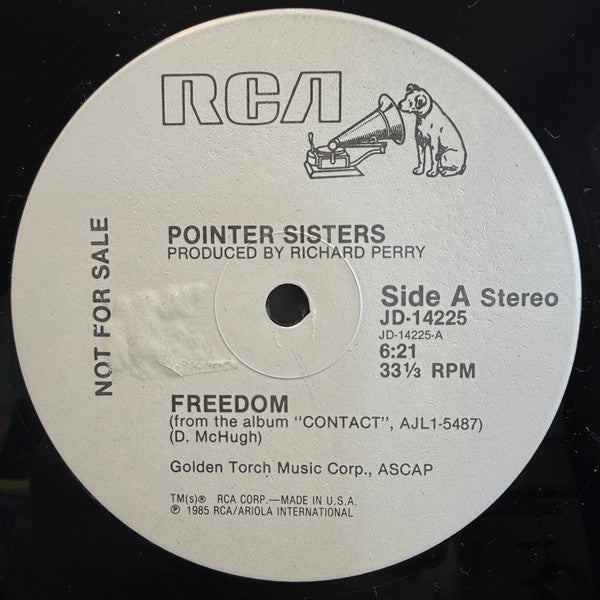 RCA
NOT FOR SALE
POINTER SISTERS
PRODUCED BY RICHARD PERRY
Side A Stereo
JD-14225
JD-14225-A
6:21
33⅓ RPM
FREEDOM
(from the album "CONTACT", AJL1-5487)
(D. McHugh)
Golden Torch Music Corp., ASCAP
TM(s)® RCA CORP.—MADE IN U.S.A.
℗ 1985 RCA/ARIOLA INTERNATIONAL